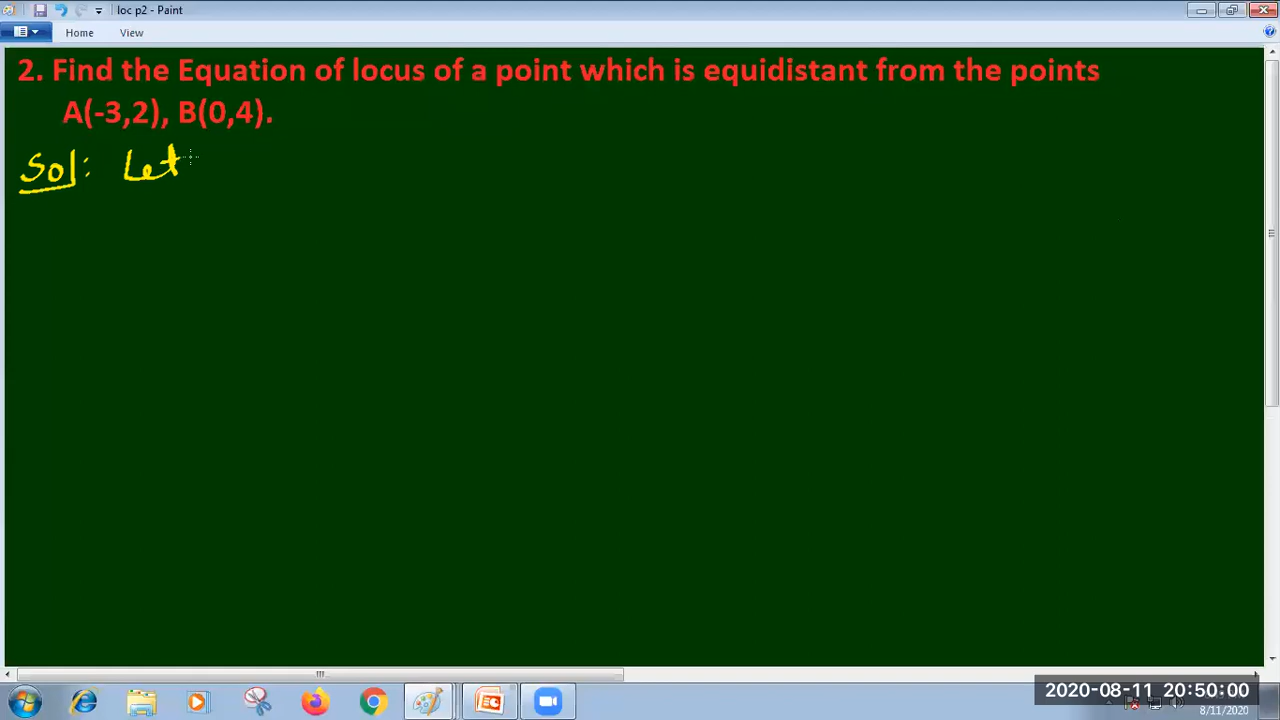 loc p2 - Paint
Home View
2. Find the Equation of locus of a point which is equidistant from the points
A(-3,2), B(0,4).
Sol: Let
2020-08-11 20:50:00
8/11/2020